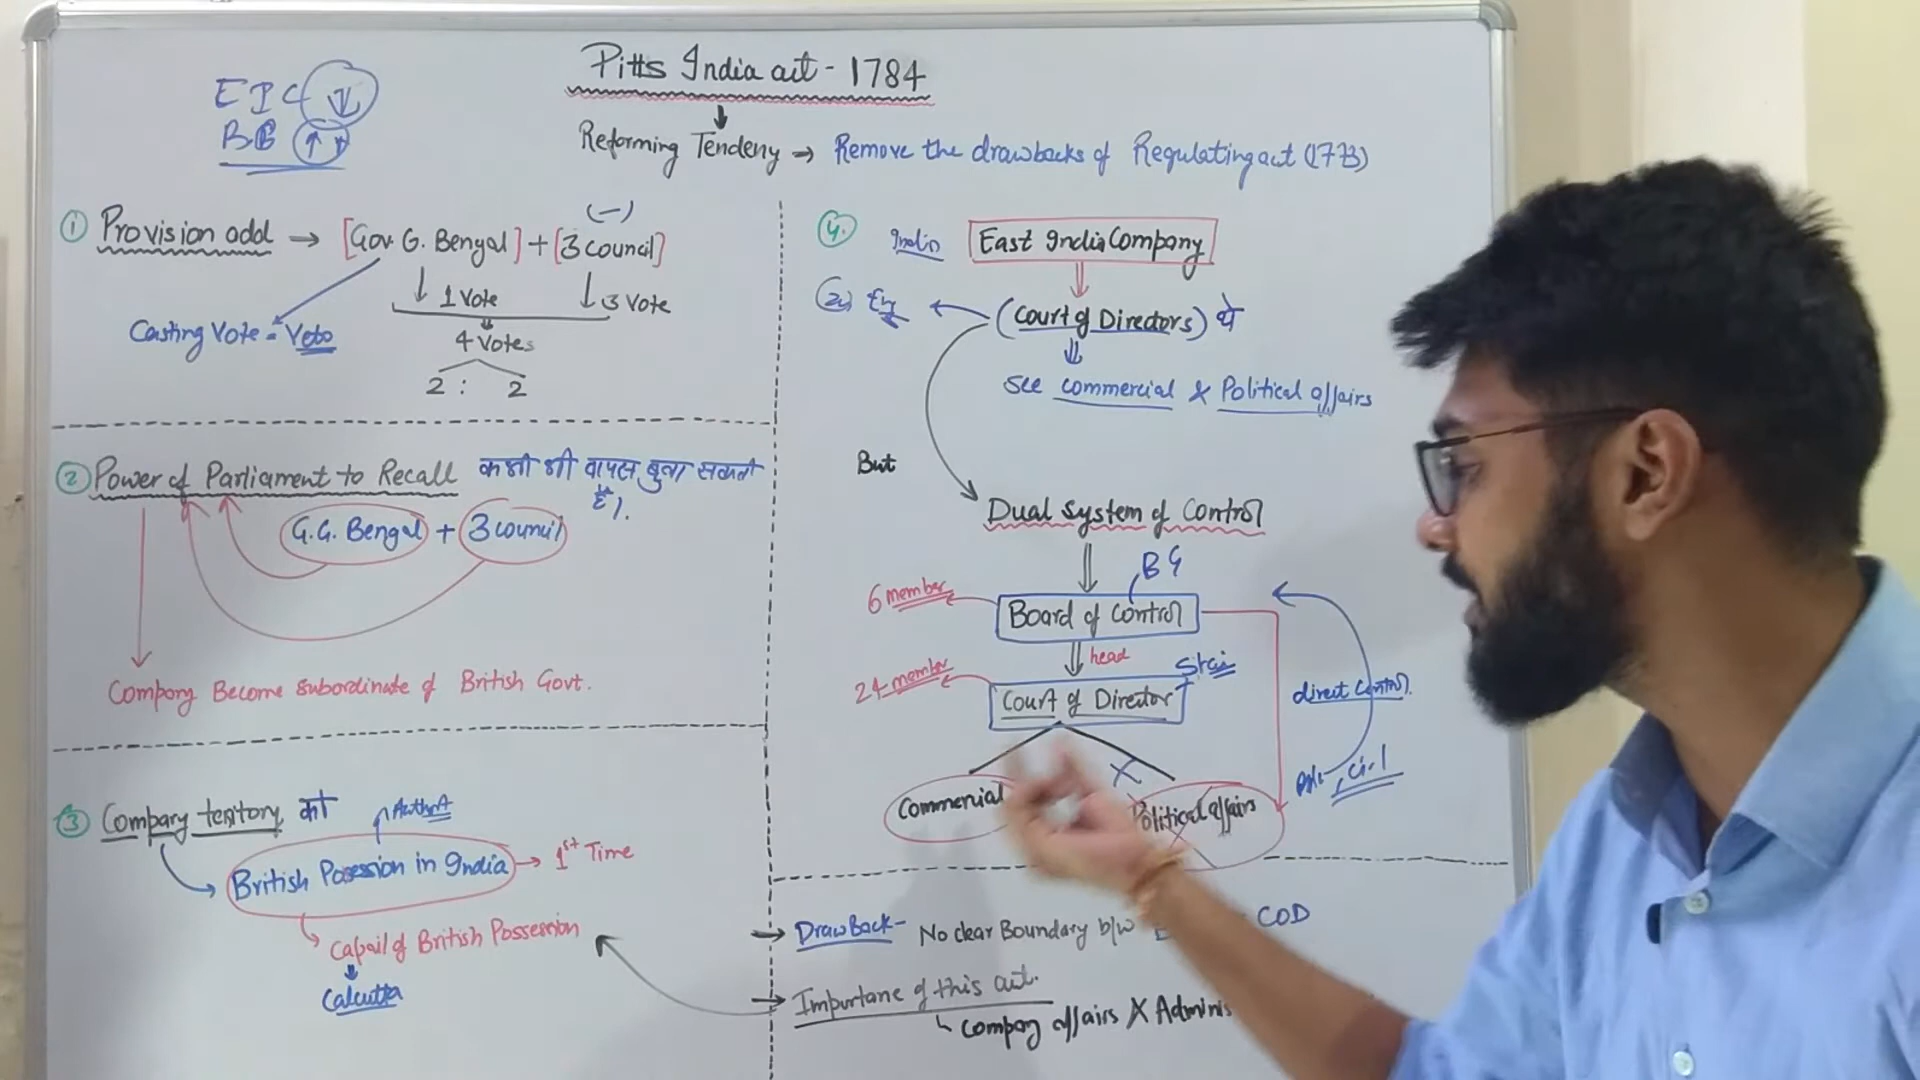 Pitts India act - 1784
EIC ↓
BG ↑
Reforming Tendeny → Remove the drawbacks of Regulating act (1773)
① Provision add → [Gov. G. Bengal] + [3 council]
(-)
1 Vote
3 Vote
Casting Vote = Veto
4 Votes
2 : 2
② Power of Parliament to Recall कभी भी वापस बुला सकती है।
G.G. Bengal + 3 council
Company Become subordinate of British Govt.
③ Company territory का
British Possession in India → 1st Time
Capail of British Possession
Calcutta
④ India East India Company
(Court of Directors) थे
See commercial & Political affairs
But
Dual System of Control
BG
6 member
Board of Control
head
24 member
Court of Director
direct control
Commercial
Political affairs
→ DrawBack - No clear Boundary b/w COD
→ Importane of this act.
Company affairs X Adminis